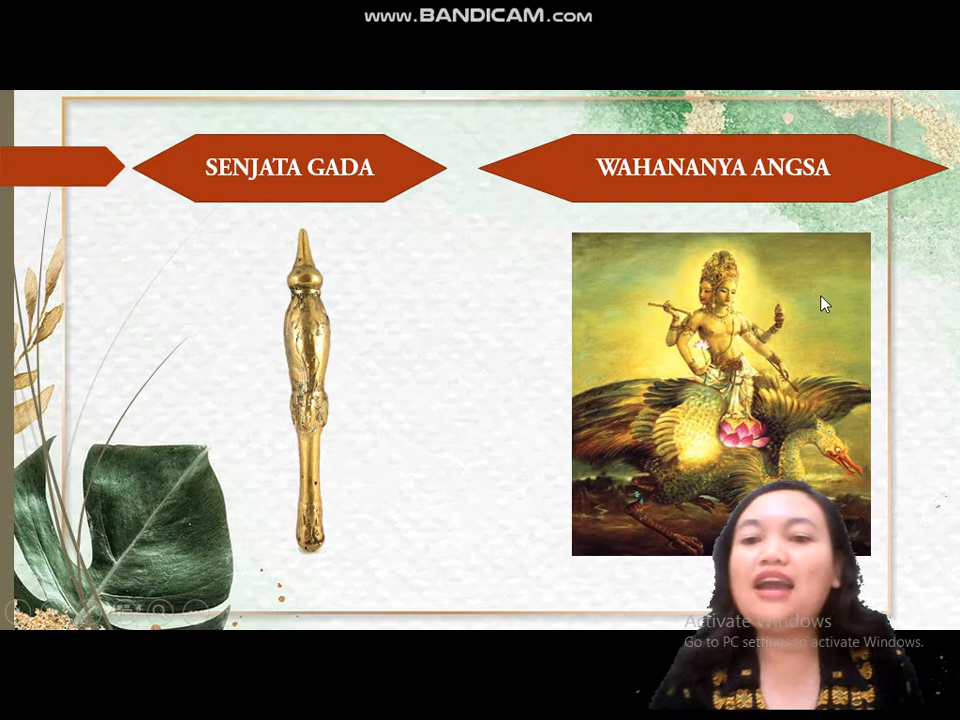 www.BANDICAM.com
SENJATA GADA
WAHANANYA ANGSA
Activate Windows
Go to PC settings to activate Windows.